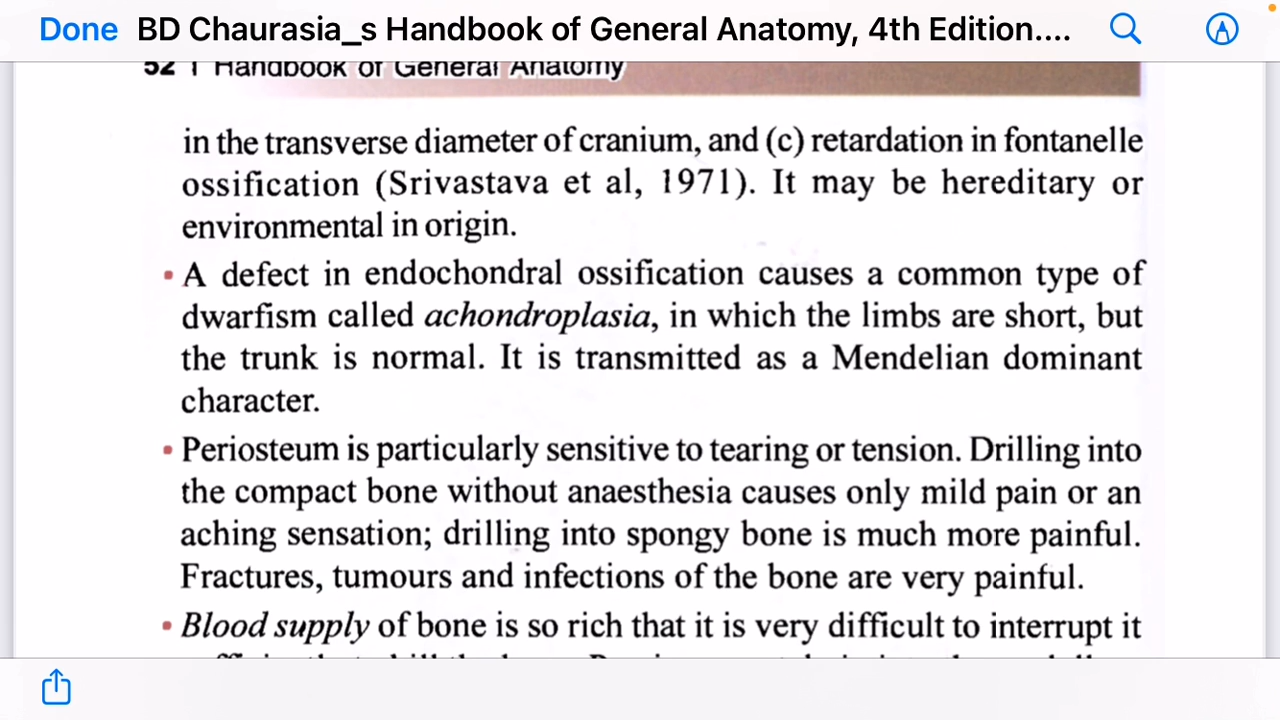 Done BD Chaurasia_s Handbook of General Anatomy, 4th Edition....
52 | Handbook of General Anatomy
in the transverse diameter of cranium, and (c) retardation in fontanelle
ossification (Srivastava et al, 1971). It may be hereditary or
environmental in origin.
• A defect in endochondral ossification causes a common type of
dwarfism called achondroplasia, in which the limbs are short, but
the trunk is normal. It is transmitted as a Mendelian dominant
character.
• Periosteum is particularly sensitive to tearing or tension. Drilling into
the compact bone without anaesthesia causes only mild pain or an
aching sensation; drilling into spongy bone is much more painful.
Fractures, tumours and infections of the bone are very painful.
• Blood supply of bone is so rich that it is very difficult to interrupt it